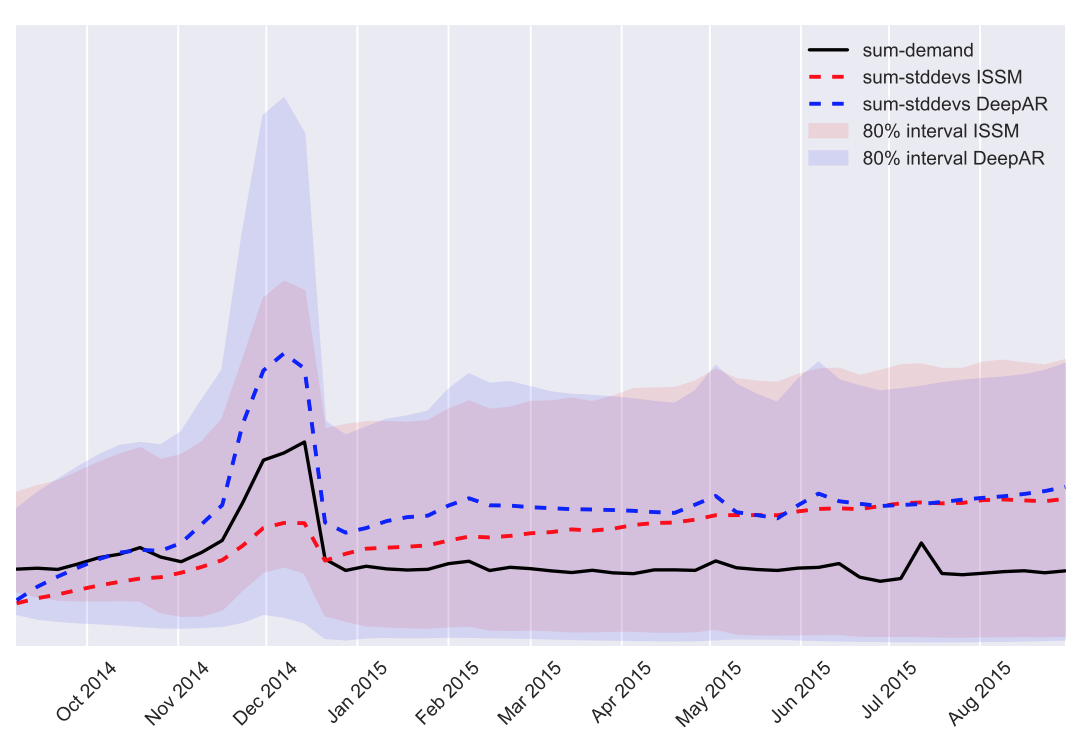 sum-demand
sum-stddevs ISSM
sum-stddevs DeepAR
80% interval ISSM
80% interval DeepAR
Oct 2014
Nov 2014
Dec 2014
Jan 2015
Feb 2015
Mar 2015
Apr 2015
May 2015
Jun 2015
Jul 2015
Aug 2015